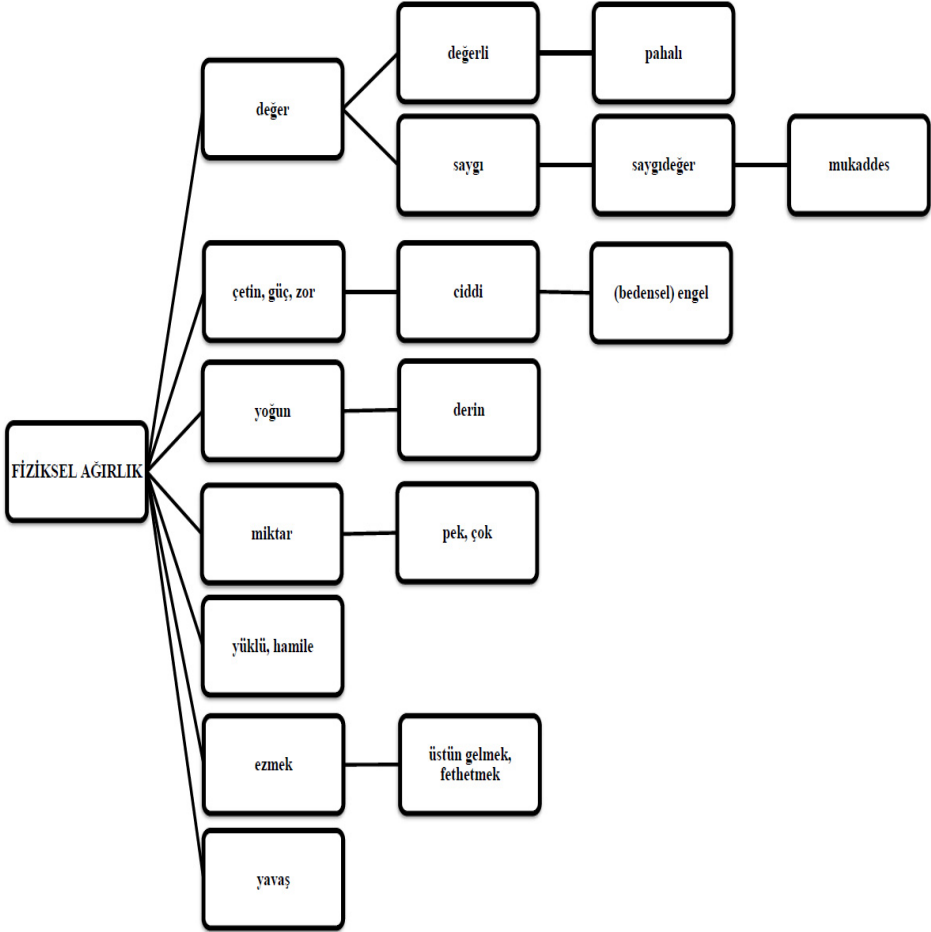 değerli
pahalı
değer
saygı
saygıdeğer
mukaddes
çetin, güç, zor
ciddi
(bedensel) engel
yoğun
derin
FİZİKSEL AĞIRLIK
miktar
pek, çok
yüklü, hamile
ezmek
üstün gelmek,
fethetmek
yavaş